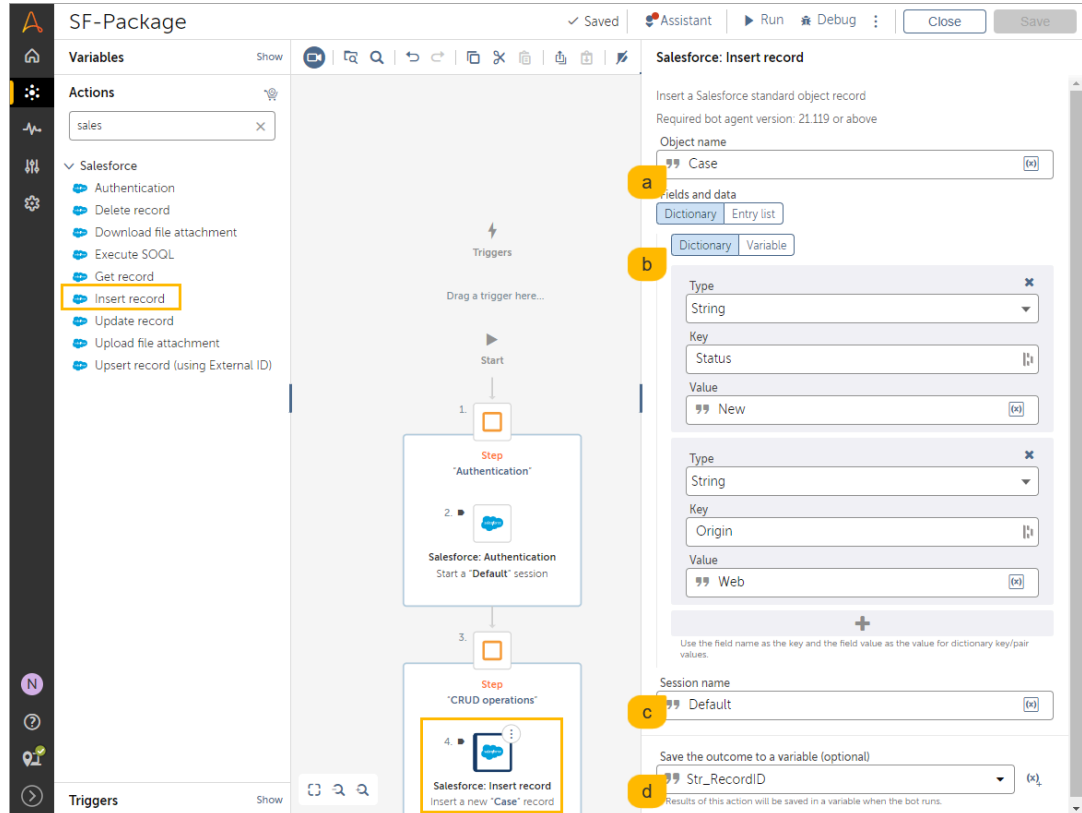 SF-Package
Saved
Assistant
Run
Debug
Close
Save
Variables
Show
Actions
sales
Salesforce
Authentication
Delete record
Download file attachment
Execute SOQL
Get record
Insert record
Update record
Upload file attachment
Upsert record (using External ID)
N
Triggers
Show
Triggers
Drag a trigger here...
Start
1.
Step
"Authentication"
2.
Salesforce: Authentication
Start a "Default" session
3.
Step
"CRUD operations"
4.
Salesforce: Insert record
Insert a new "Case" record
Salesforce: Insert record
Insert a Salesforce standard object record
Required bot agent version: 21.119 or above
Object name
Case
(x)
a
Fields and data
Dictionary Entry list
Dictionary Variable
b
Type
String
Key
Status
Value
New
(x)
Type
String
Key
Origin
Value
Web
(x)
Use the field name as the key and the field value as the value for dictionary key/pair
values.
Session name
Default
(x)
c
Save the outcome to a variable (optional)
Str_RecordID
(x)
d
Results of this action will be saved in a variable when the bot runs.